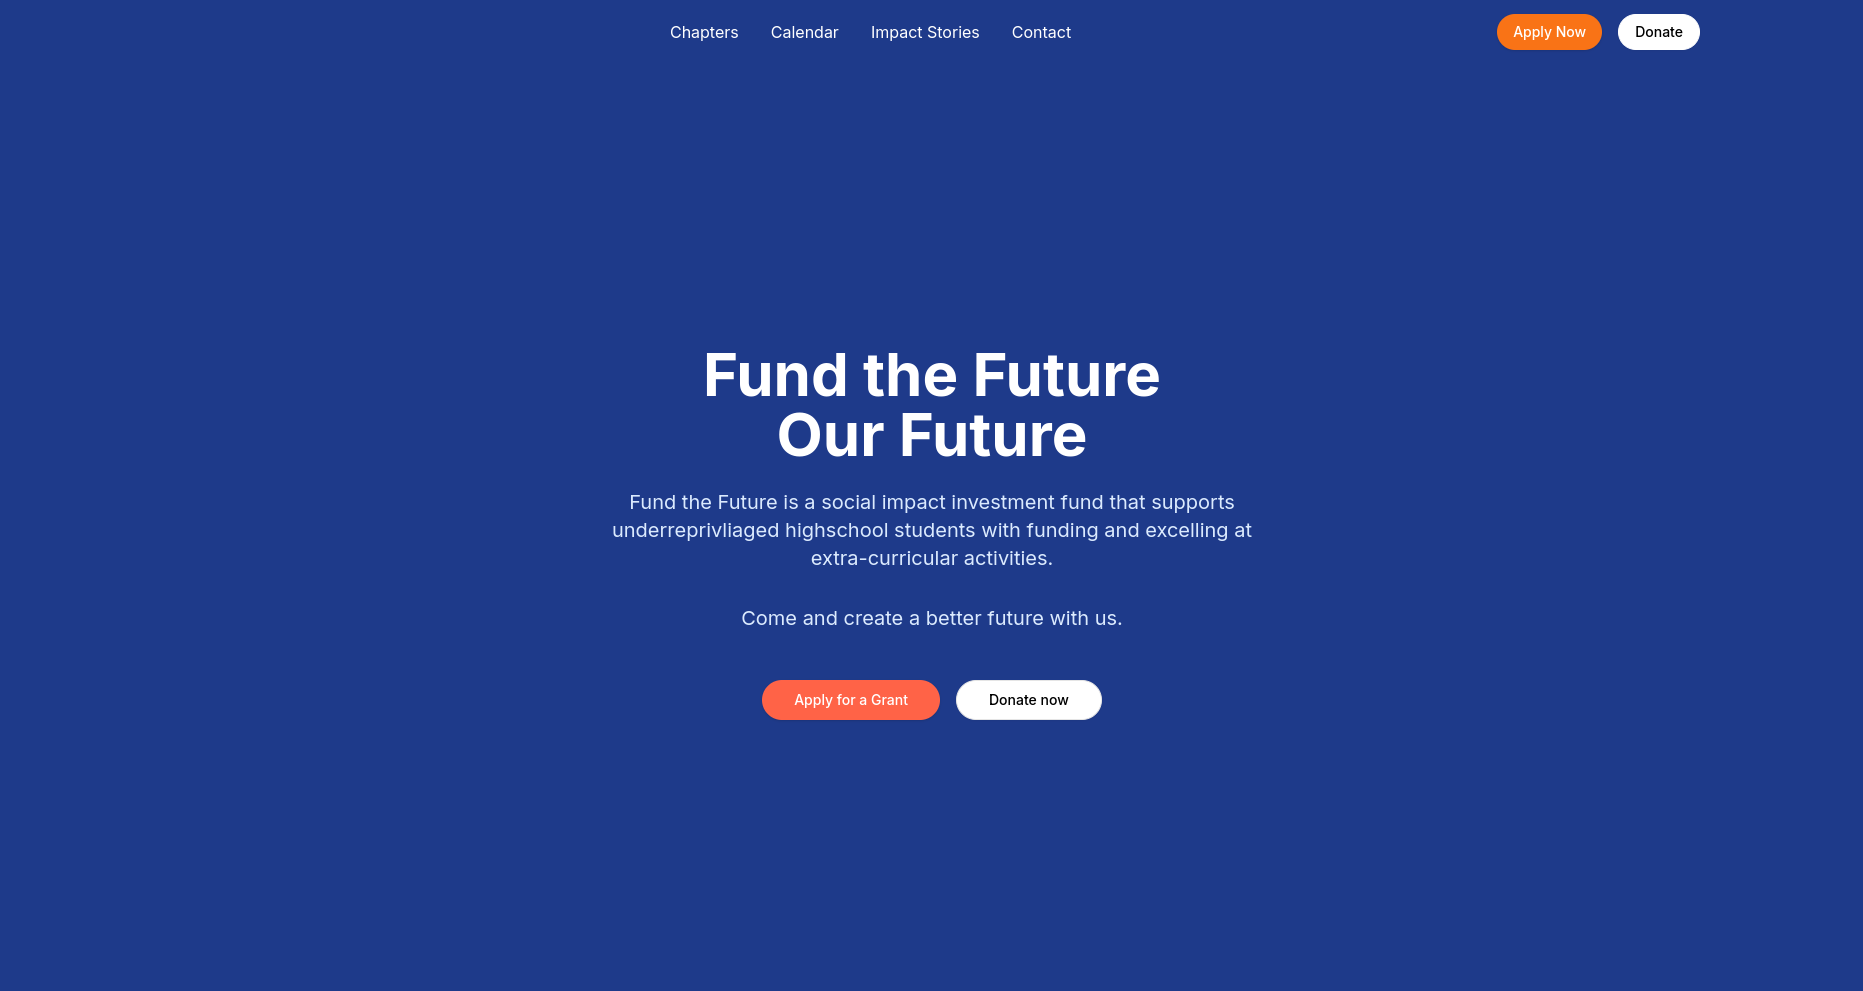 Chapters Calendar Impact Stories Contact Apply Now Donate
Fund the Future
Our Future
Fund the Future is a social impact investment fund that supports
underreprivliaged highschool students with funding and excelling at
extra-curricular activities.
Come and create a better future with us.
Apply for a Grant Donate now